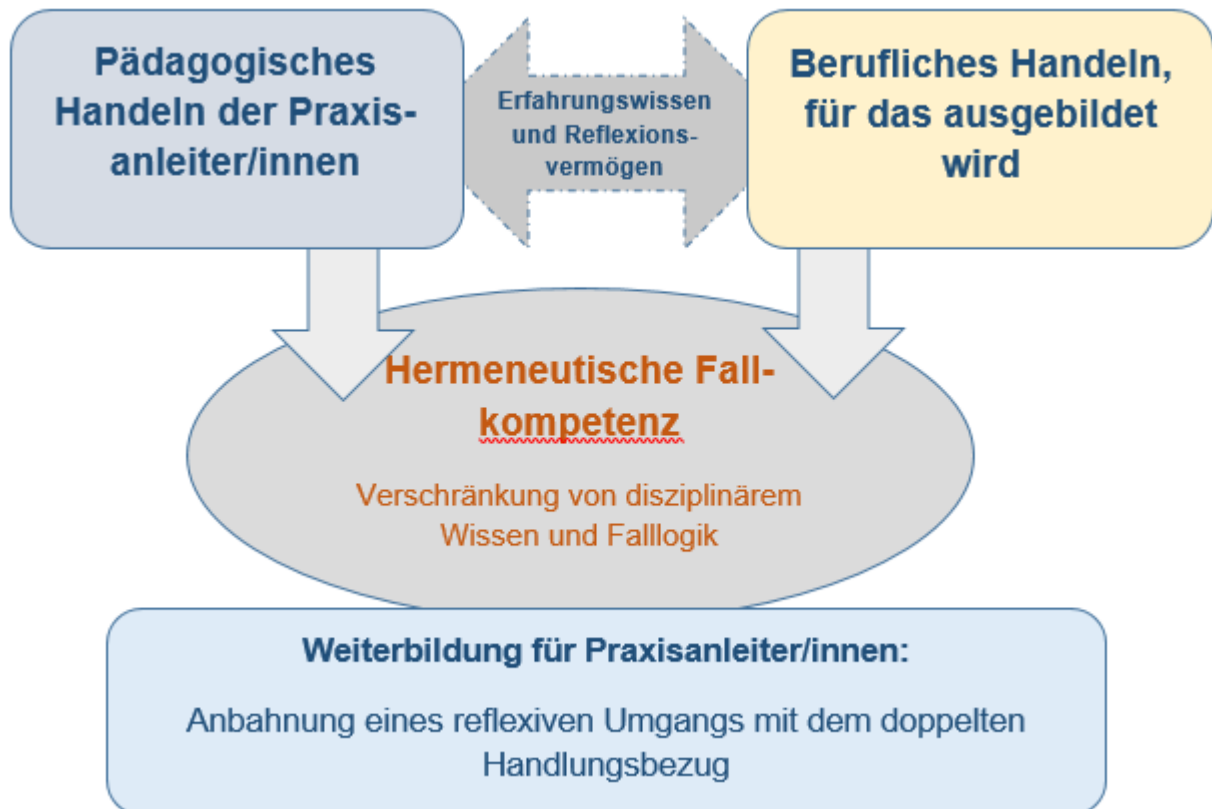 Pädagogisches
Handeln der Praxis-
anleiter/innen
Erfahrungswissen
und Reflexions-
vermögen
Berufliches Handeln,
für das ausgebildet
wird
Hermeneutische Fall-
kompetenz
Verschränkung von disziplinärem
Wissen und Falllogik
Weiterbildung für Praxisanleiter/innen:
Anbahnung eines reflexiven Umgangs mit dem doppelten
Handlungsbezug